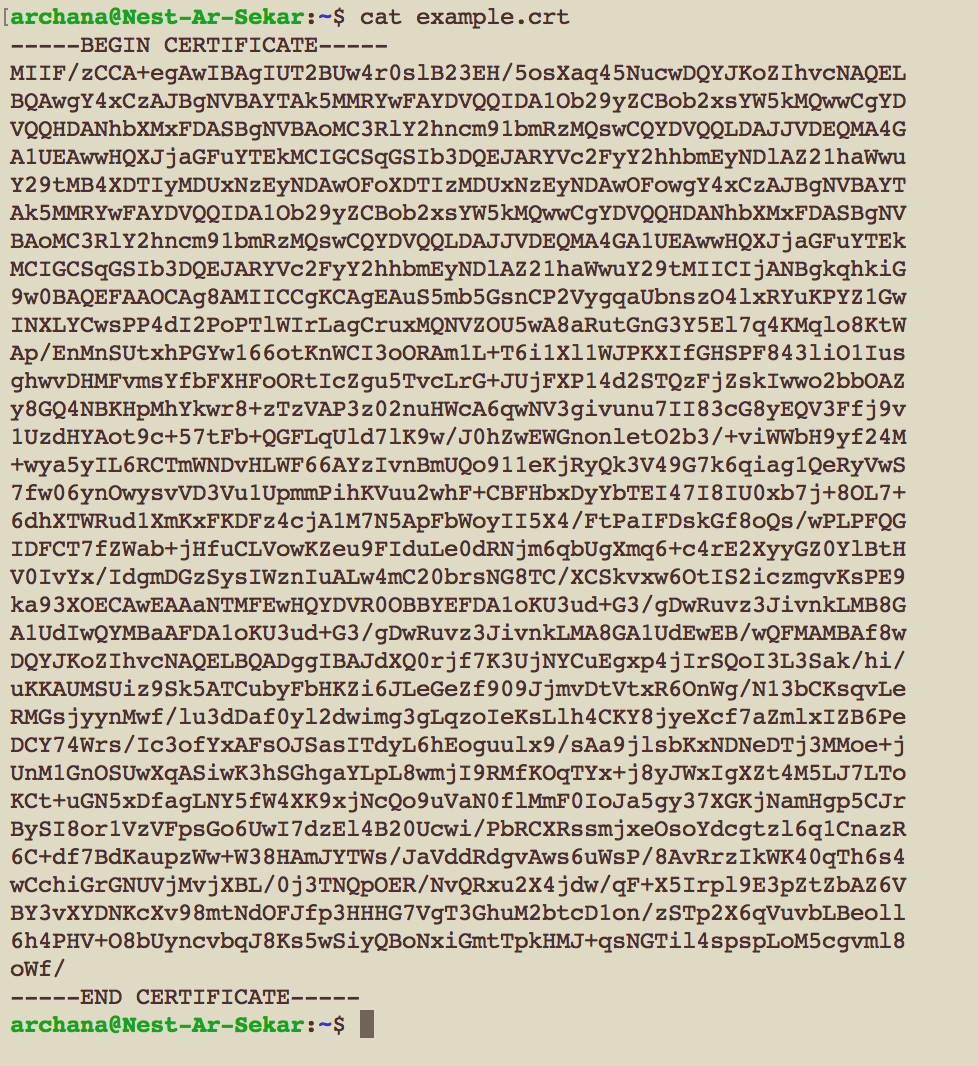 [archana@Nest-Ar-Sekar:~$ cat example.crt
-----BEGIN CERTIFICATE-----
MIIF/zCCA+egAwIBAgIUT2BUw4r0slB23EH/5osXaq45NucwDQYJKoZIhvcNAQEL
BQAwgY4xCzAJBgNVBAYTAk5MMRYwFAYDVQQIDA1Ob29yZCBob2xsYW5kMQwwCgYD
VQQHDANhbXMxFDASBgNVBAoMC3RlY2hncm91bmRzMQswCQYDVQQLDAJJVDEQMA4G
A1UEAwwHQXJjaGFuYTEkMCIGCSqGSIb3DQEJARYVc2FyY2hhbmEyNDlAZ21haWwu
Y29tMB4XDTIyMDUxNzEyNDAwOFoXDTIzMDUxNzEyNDAwOFowgY4xCzAJBgNVBAYT
Ak5MMRYwFAYDVQQIDA1Ob29yZCBob2xsYW5kMQwwCgYDVQQHDANhbXMxFDASBgNV
BAoMC3RlY2hncm91bmRzMQswCQYDVQQLDAJJVDEQMA4GA1UEAwwHQXJjaGFuYTEk
MCIGCSqGSIb3DQEJARYVc2FyY2hhbmEyNDlAZ21haWwuY29tMIICIjANBgkqhkiG
9w0BAQEFAAOCAg8AMIICCgKCAgEAuS5mb5GsnCP2VygqaUbnszO4lxRYuKPYZ1Gw
INXLYCwsPP4dI2PoPTlWIrLagCruxMQNVZOU5wA8aRutGnG3Y5El7q4KMqlo8KtW
Ap/EnMnSUtxhPGYw166otKnWCI3oORAm1L+T6i1Xl1WJPKXIfGHSPF843liO1Ius
ghwvDHMFvmsYfbFXHFoORtIcZgu5TvcLrG+JUjFXP14d2STQzFjZskIwwo2bbOAZ
y8GQ4NBKHpMhYkwr8+zTzVAP3z02nuHWcA6qwNV3givunu7II83cG8yEQV3Ffj9v
1UzdHYAot9c+57tFb+QGFLqUld7lK9w/J0hZwEWGnonletO2b3/+viWWbH9yf24M
+wya5yIL6RCTmWNDvHLWF66AYzIvnBmUQo911eKjRyQk3V49G7k6qiag1QeRyVwS
7fw06ynOwysvVD3Vu1UpmmPihKVuu2whF+CBFHbxDyYbTEI47I8IU0xb7j+8OL7+
6dhXTWRud1XmKxFKDFz4cjA1M7N5ApFbWoyII5X4/FtPaIFDskGf8oQs/wPLPFQG
IDFCT7fZWab+jHfuCLVowKZeu9FIduLe0dRNjm6qbUgXmq6+c4rE2XyyGZ0YlBtH
V0IvYx/IdgmDGzSysIWznIuALw4mC20brsNG8TC/XCSkvxw6OtIS2iczmgvKsPE9
ka93XOECAwEAAaNTMFEwHQYDVR0OBBYEFDA1oKU3ud+G3/gDwRuvz3JivnkLMB8G
A1UdIwQYMBaAFDA1oKU3ud+G3/gDwRuvz3JivnkLMA8GA1UdEwEB/wQFMAMBAf8w
DQYJKoZIhvcNAQELBQADggIBAJdXQ0rjf7K3UjNYCuEgxp4jIrSQoI3L3Sak/hi/
uKKAUMSUiz9Sk5ATCubyFbHKZi6JLeGeZf909JjmvDtVtxR6OnWg/N13bCKsqvLe
RMGsjyynMwf/lu3dDaf0yl2dwimg3gLqzoIeKsLlh4CKY8jyeXcf7aZmlxIZB6Pe
DCY74Wrs/Ic3ofYxAFsOJSasITdyL6hEoguulx9/sAa9jlsbKxNDNeDTj3MMoe+j
UnM1GnOSUwXqASiwK3hSGhgaYLpL8wmjI9RMfKOqTYx+j8yJWxIgXZt4M5LJ7LTo
KCt+uGN5xDfagLNY5fW4XK9xjNcQo9uVaN0flMmF0IoJa5gy37XGKjNamHgp5CJr
BySI8or1VzVFpsGo6UwI7dzEl4B20Ucwi/PbRCXRssmjxeOsoYdcgtzl6q1CnazR
6C+df7BdKaupzWw+W38HAmJYTWs/JaVddRdgvAws6uWsP/8AvRrzIkWK40qTh6s4
wCchiGrGNUVjMvjXBL/0j3TNQpOER/NvQRxu2X4jdw/qF+X5Irpl9E3pZtZbAZ6V
BY3vXYDNKcXv98mtNdOFJfp3HHHG7VgT3GhuM2btcD1on/zSTp2X6qVuvbLBeoll
6h4PHV+O8bUyncvbqJ8Ks5wSiyQBoNxiGmtTpkHMJ+qsNGTil4spspLoM5cgvml8
oWf/
-----END CERTIFICATE-----
archana@Nest-Ar-Sekar:~$